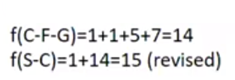 f(C-F-G)=1+1+5+7=14
f(S-C)=1+14=15 (revised)